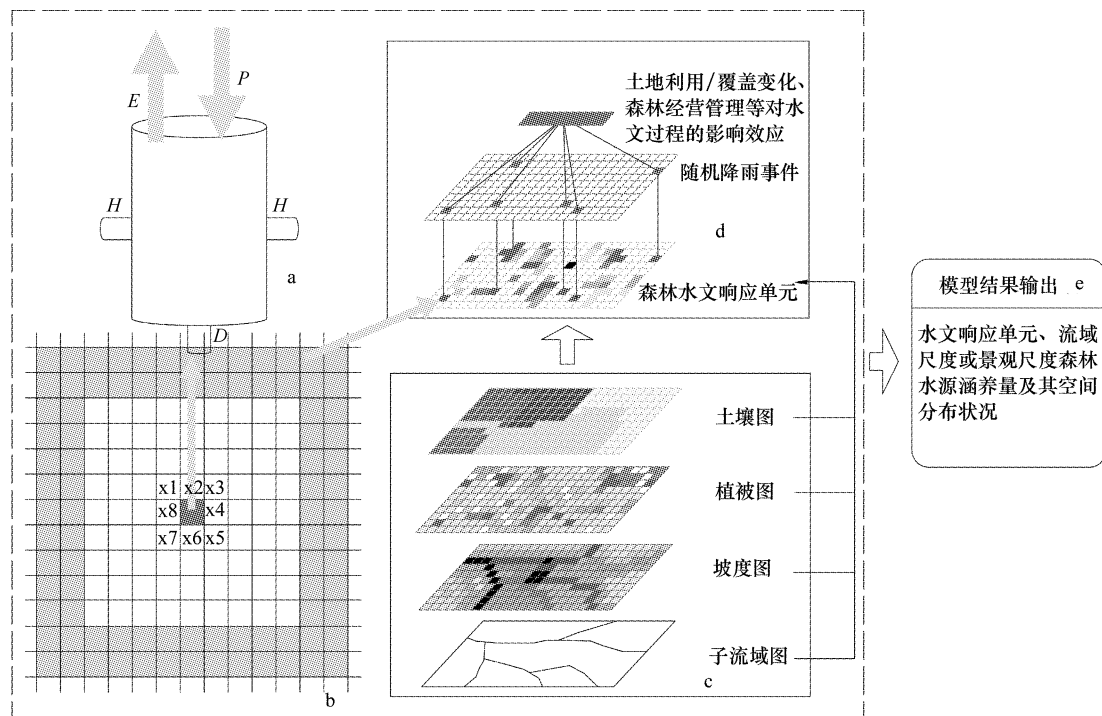 E
P
H
H
a
D
x1 x2 x3
x8 x4
x7 x6 x5
b
土地利用/覆盖变化、
森林经营管理等对水
文过程的影响效应
随机降雨事件
d
森林水文响应单元
土壤图
植被图
坡度图
子流域图
c
模型结果输出 e
水文响应单元、流域
尺度或景观尺度森林
水源涵养量及其空间
分布状况